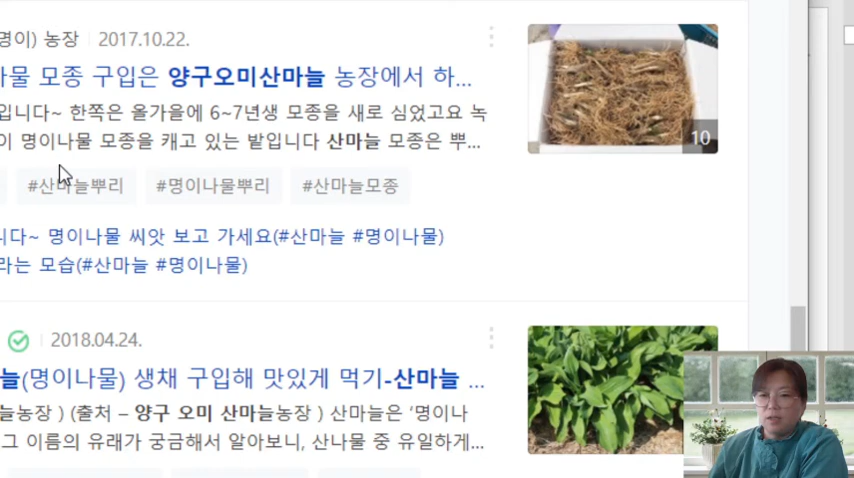 명이) 농장 2017.10.22.
물 모종 구입은 양구오미산마늘 농장에서 하...
입니다~ 한쪽은 올가을에 6~7년생 모종을 새로 심었고요 녹
이 명이나물 모종을 캐고 있는 밭입니다 산마늘 모종은 뿌...
10
#산마늘뿌리 #명이나물뿌리 #산마늘모종
니다~ 명이나물 씨앗 보고 가세요(#산마늘 #명이나물)
라는 모습(#산마늘 #명이나물)
2018.04.24.
늘(명이나물) 생채 구입해 맛있게 먹기-산마늘 ...
늘농장 ) (출처 – 양구 오미 산마늘농장 ) 산마늘은 ‘명이나
그 이름의 유래가 궁금해서 알아보니, 산나물 중 유일하게...